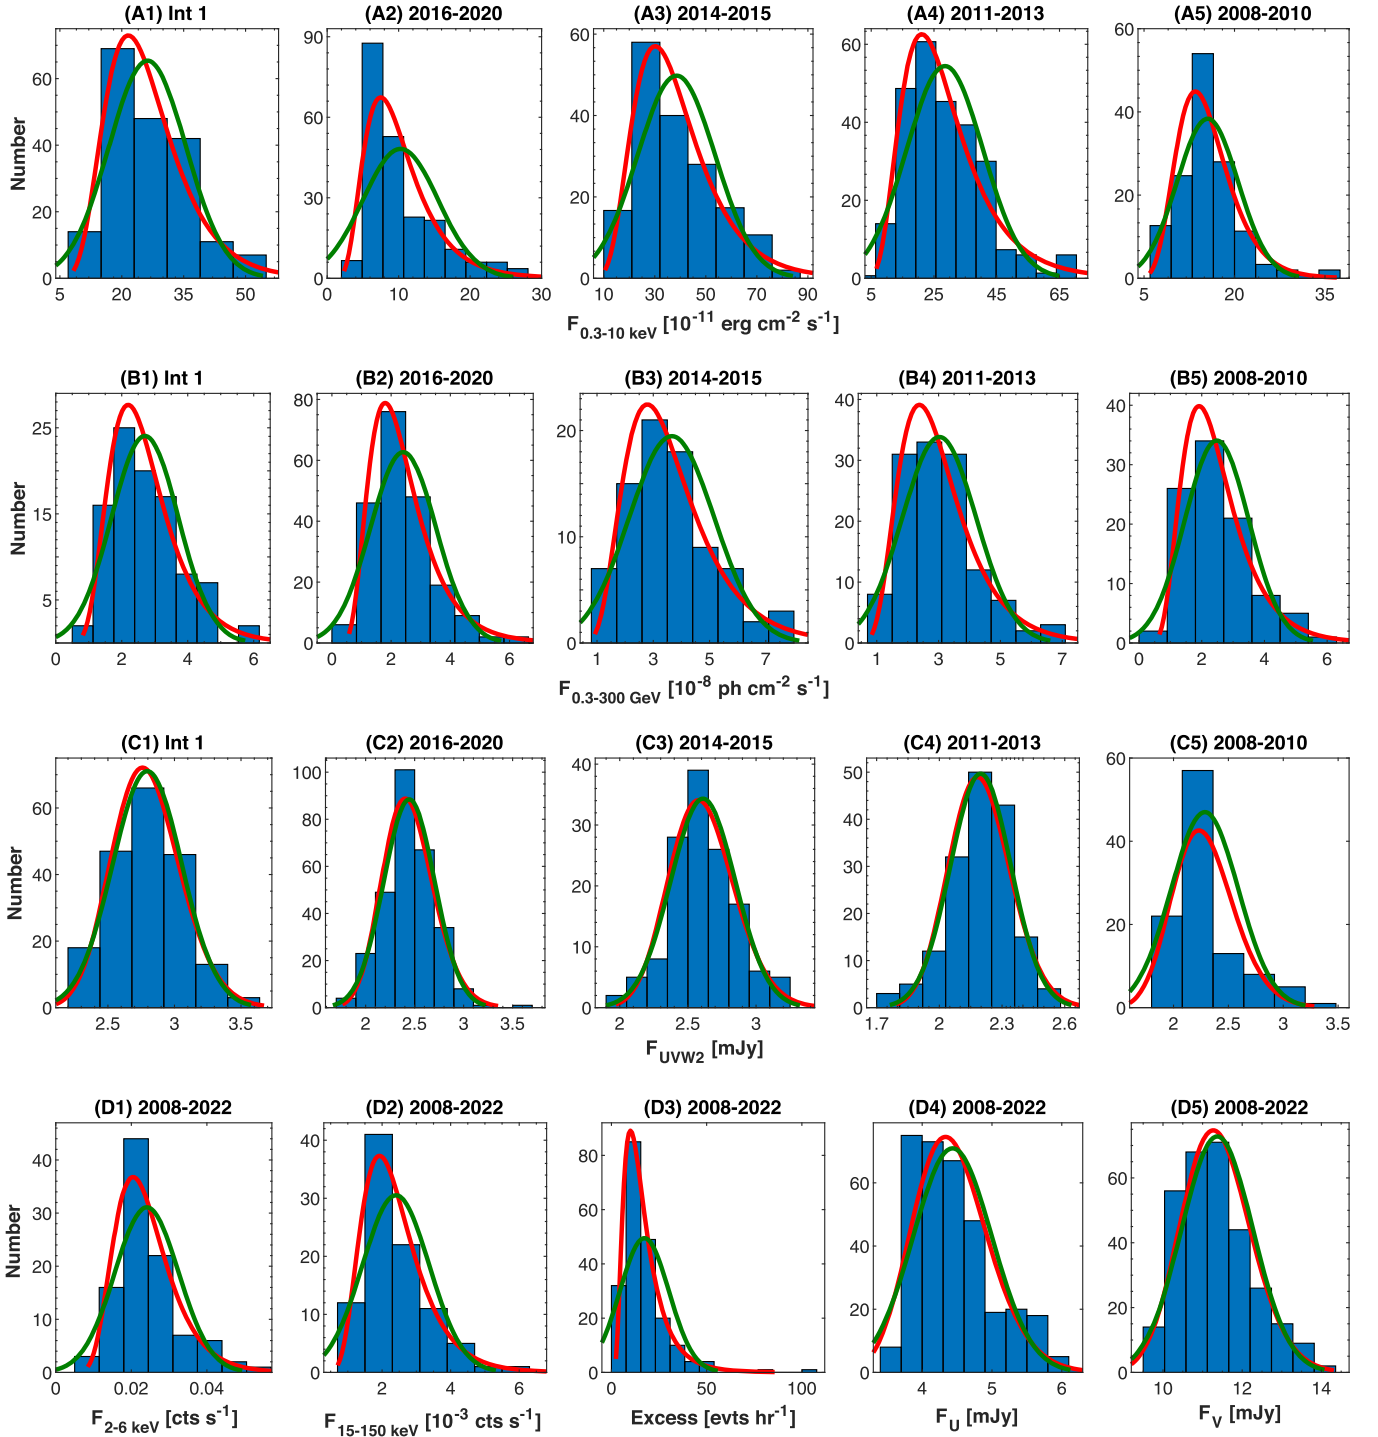 (A1) Int 1
(A2) 2016-2020
(A3) 2014-2015
(A4) 2011-2013
(A5) 2008-2010
Number
0 20 40 60
5 20 35 50
0 30 60 90
0 10 20 30
0 20 40 60
10 30 50 70 90
0 20 40 60
5 25 45 65
0 20 40 60
5 20 35
F0.3-10 keV [10-11 erg cm-2 s-1]
(B1) Int 1
(B2) 2016-2020
(B3) 2014-2015
(B4) 2011-2013
(B5) 2008-2010
Number
5 15 25
0 2 4 6
0 20 40 60 80
0 2 4 6
0 10 20
1 3 5 7
0 10 20 30 40
1 3 5 7
0 10 20 30 40
0 2 4 6
F0.3-300 GeV [10-8 ph cm-2 s-1]
(C1) Int 1
(C2) 2016-2020
(C3) 2014-2015
(C4) 2011-2013
(C5) 2008-2010
Number
0 20 40 60
2.5 3 3.5
0 20 40 60 80 100
2 2.5 3 3.5
0 10 20 30 40
2 2.5 3
0 10 20 30 40 50
1.7 2 2.3 2.6
0 20 40 60
2 2.5 3 3.5
FUVW2 [mJy]
(D1) 2008-2022
(D2) 2008-2022
(D3) 2008-2022
(D4) 2008-2022
(D5) 2008-2022
Number
0 10 20 30 40
0 0.02 0.04
0 10 20 30 40
2 4 6
0 20 40 60 80
0 50 100
0 20 40 60
4 5 6
0 20 40 60
10 12 14
F2-6 keV [cts s-1]
F15-150 keV [10-3 cts s-1]
Excess [evts hr-1]
FU [mJy]
FV [mJy]